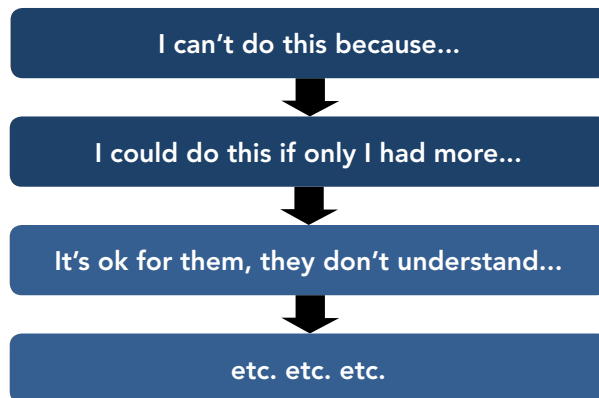 I can’t do this because...
I could do this if only I had more...
It’s ok for them, they don’t understand...
etc. etc. etc.